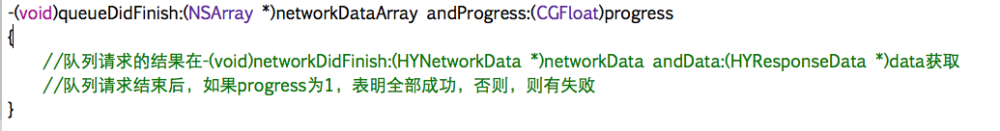 -(void)queueDidFinish:(NSArray *)networkDataArray andProgress:(CGFloat)progress
{
//队列请求的结果在-(void)networkDidFinish:(HYNetworkData *)networkData andData:(HYResponseData *)data获取
//队列请求结束后，如果progress为1，表明全部成功，否则，则有失败
}